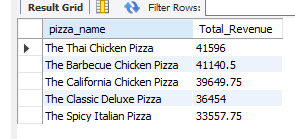 Result Grid Filter Rows:
pizza_name Total_Revenue
The Thai Chicken Pizza 41596
The Barbecue Chicken Pizza 41140.5
The California Chicken Pizza 39649.75
The Classic Deluxe Pizza 36454
The Spicy Italian Pizza 33557.75